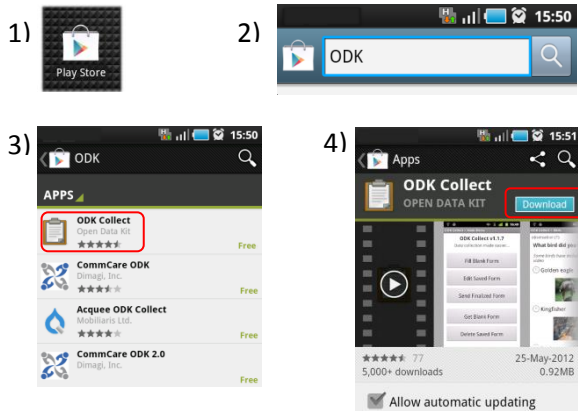 1)
Play Store
2)
15:50
ODK
3)
15:50
ODK
APPS
ODK Collect
Open Data Kit
Free
CommCare ODK
Dimagi, Inc.
Free
Acquee ODK Collect
Mobiliaris Ltd.
Free
CommCare ODK 2.0
Dimagi, Inc.
Free
4)
15:51
Apps
ODK Collect
OPEN DATA KIT
Download
ODK Collect v1.1.7
Fill Blank Form
Edit Saved Form
Send Finalized Form
Get Blank Form
Delete Saved Form
What bird did you
Golden eagle
Kingfisher
77
25-May-2012
5,000+ downloads
0.92MB
Allow automatic updating